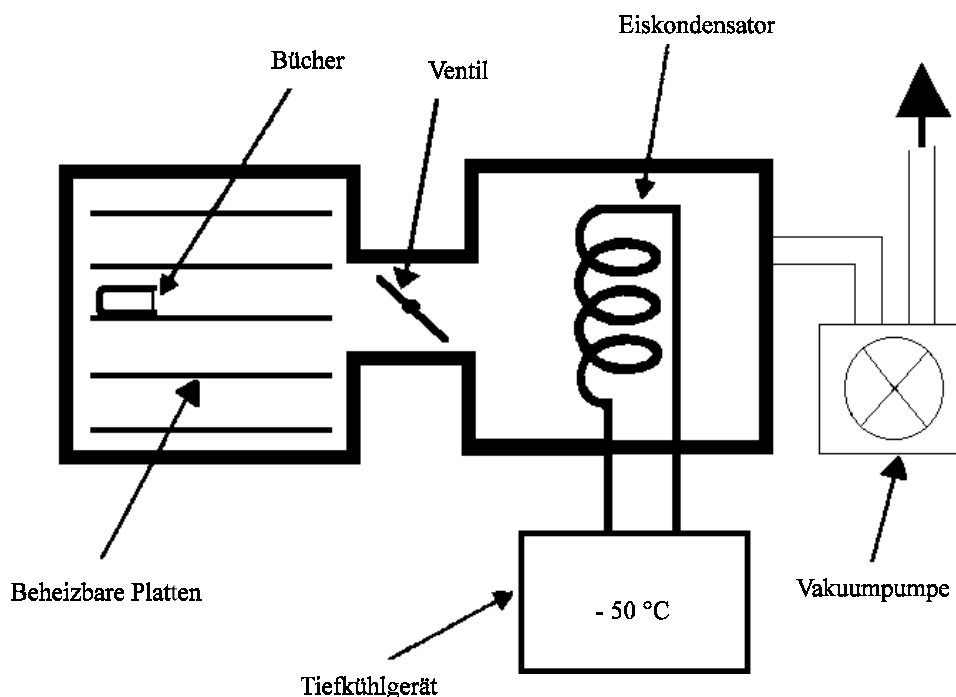 Eiskondensator
Bücher
Ventil
Beheizbare Platten
Vakuumpumpe
- 50 °C
Tiefkühlgerät